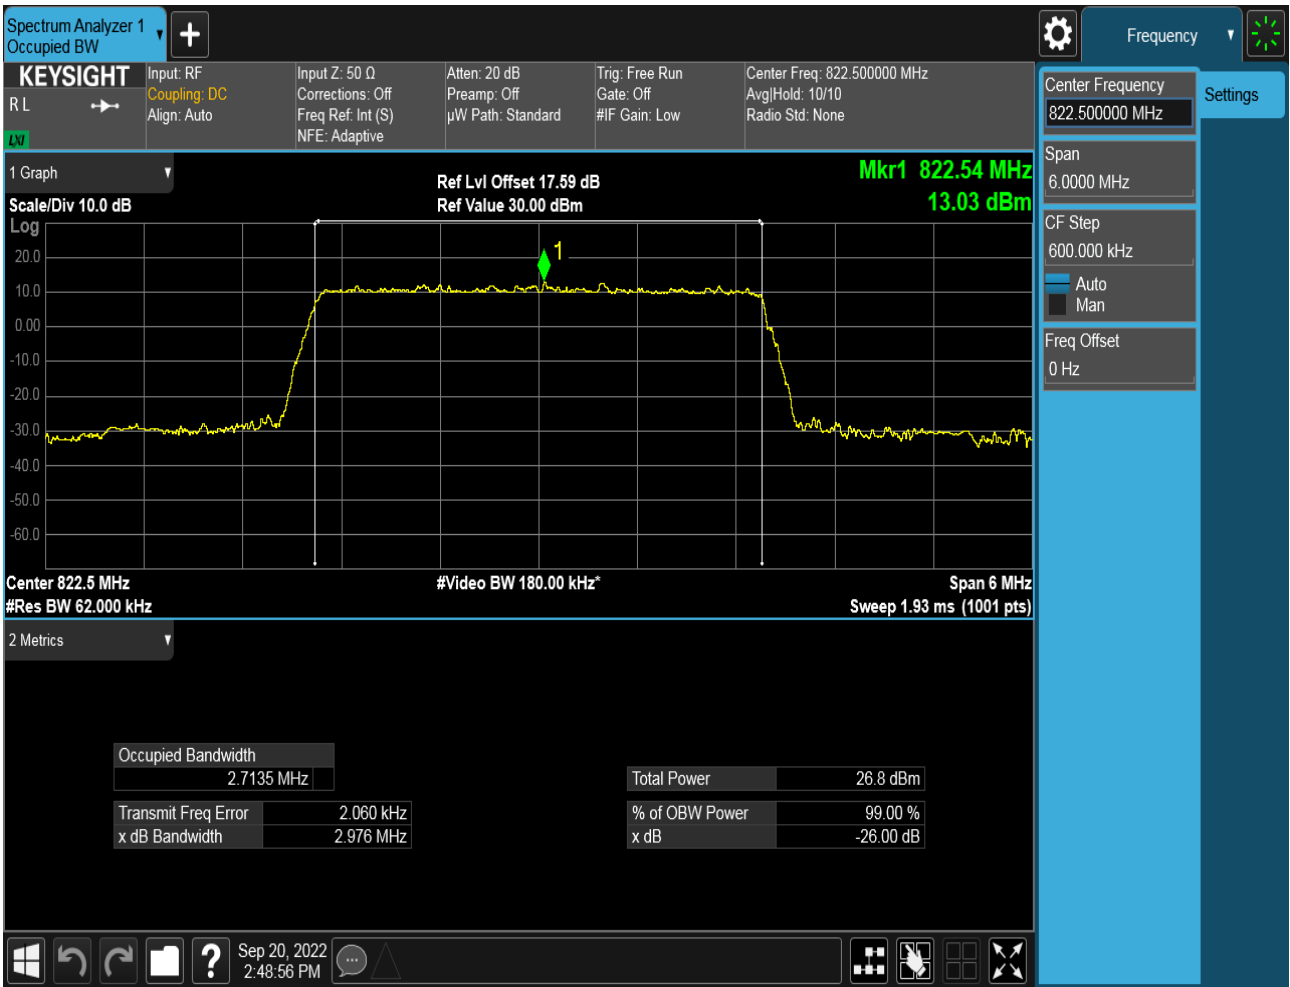 Spectrum Analyzer 1
Occupied BW
Frequency
KEYSIGHT
R L
LXI
Input: RF
Coupling: DC
Align: Auto
Input Z: 50 Ω
Corrections: Off
Freq Ref: Int (S)
NFE: Adaptive
Atten: 20 dB
Preamp: Off
µW Path: Standard
Trig: Free Run
Gate: Off
#IF Gain: Low
Center Freq: 822.500000 MHz
Avg|Hold: 10/10
Radio Std: None
Center Frequency
822.500000 MHz
Settings
Span
6.0000 MHz
CF Step
600.000 kHz
Auto
Man
Freq Offset
0 Hz
1 Graph
Ref Lvl Offset 17.59 dB
Mkr1 822.54 MHz
Scale/Div 10.0 dB
Ref Value 30.00 dBm
13.03 dBm
Log
1
20.0
10.0
0.00
-10.0
-20.0
-30.0
-40.0
-50.0
-60.0
Center 822.5 MHz
#Video BW 180.00 kHz*
Span 6 MHz
#Res BW 62.000 kHz
Sweep 1.93 ms (1001 pts)
2 Metrics
Occupied Bandwidth
2.7135 MHz
Total Power 26.8 dBm
Transmit Freq Error 2.060 kHz
% of OBW Power 99.00 %
x dB Bandwidth 2.976 MHz
x dB -26.00 dB
?
Sep 20, 2022
2:48:56 PM